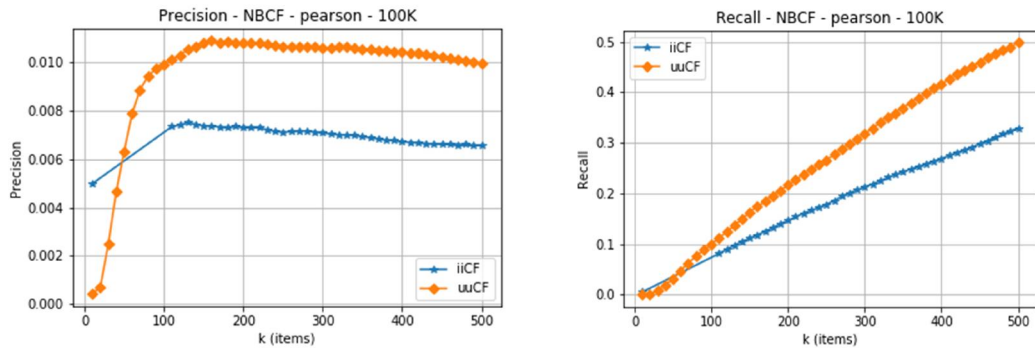 Precision - NBCF - pearson - 100K
Precision
0.010
0.008
0.006
0.004
0.002
0.000
0
100
200
300
400
500
k (items)
iiCF
uuCF
Recall - NBCF - pearson - 100K
Recall
0.5
0.4
0.3
0.2
0.1
0.0
0
100
200
300
400
500
k (items)
iiCF
uuCF